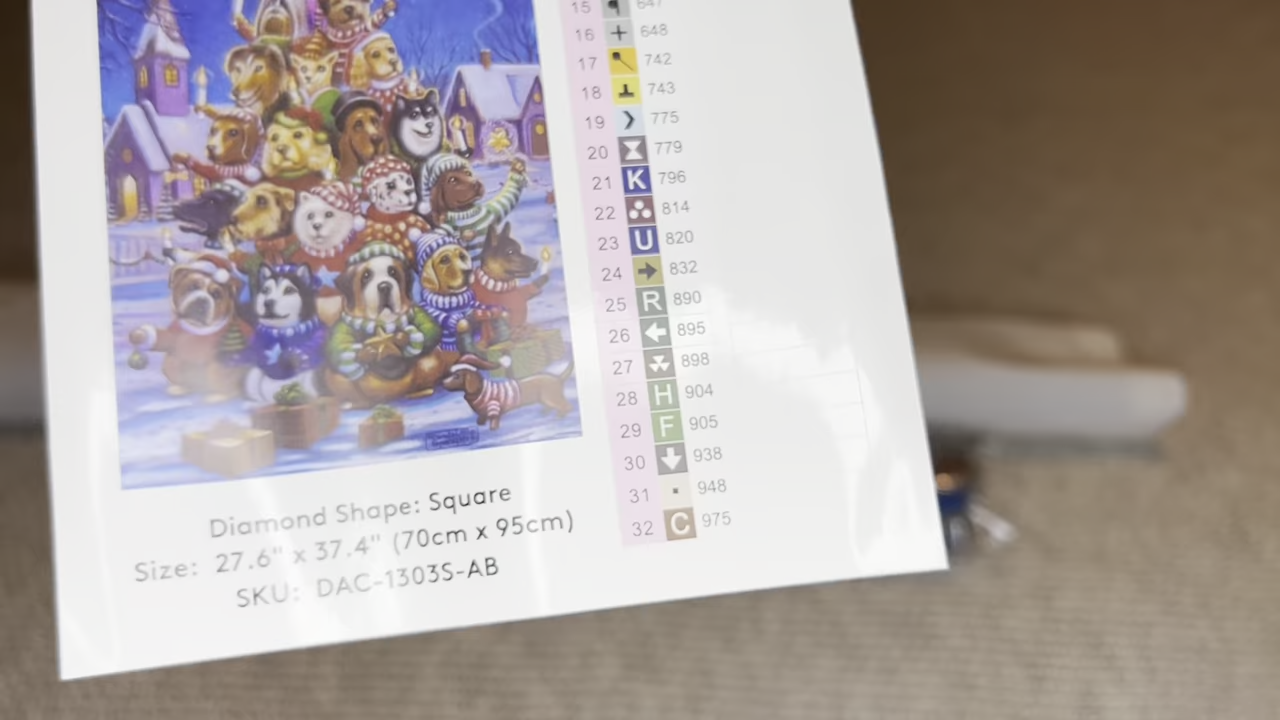 15 647
16 648
17 742
18 743
19 775
20 779
21 K 796
22 814
23 U 820
24 832
25 R 890
26 895
27 898
28 H 904
29 F 905
30 938
31 948
32 C 975
Diamond Shape: Square
Size: 27.6" x 37.4" (70cm x 95cm)
SKU: DAC-1303S-AB